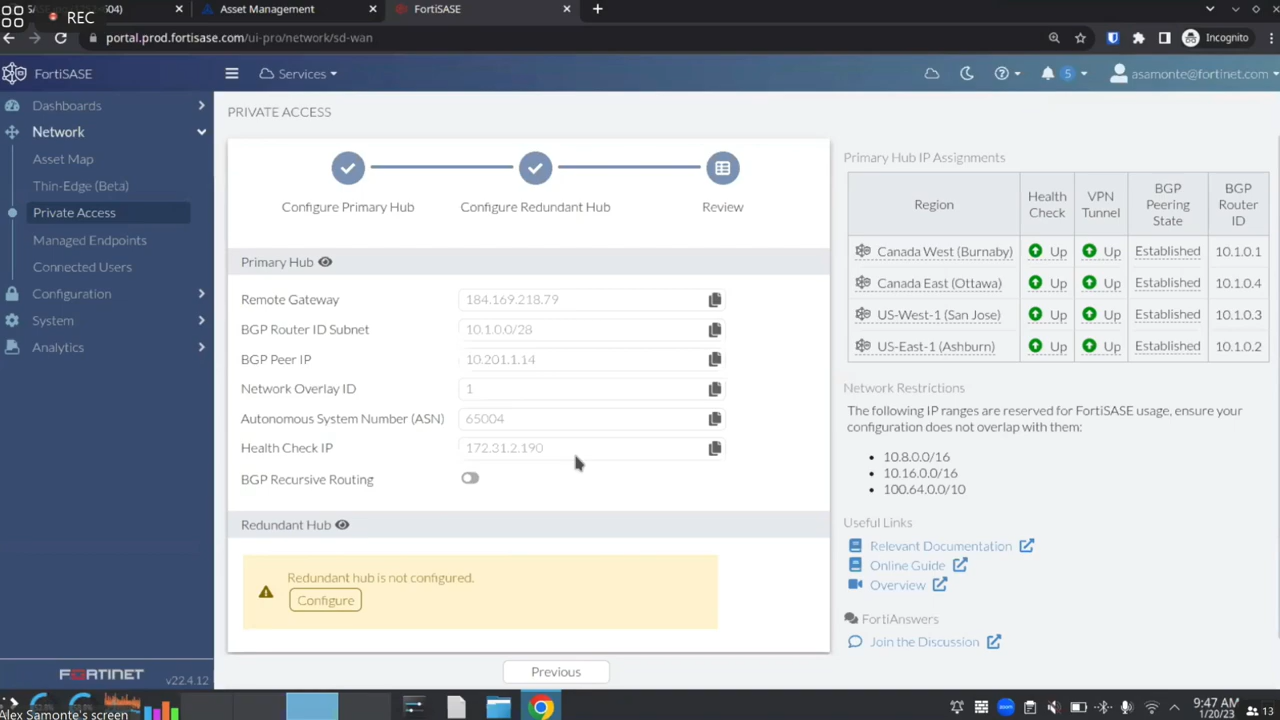 REC
604)
Asset Management
FortiSASE
portal.prod.fortisase.com/ui-pro/network/sd-wan
Incognito
FortiSASE
Services
5
asamonte@fortinet.com
Dashboards
Network
Asset Map
Thin-Edge (Beta)
Private Access
Managed Endpoints
Connected Users
Configuration
System
Analytics
FORTINET
v22.4.12
PRIVATE ACCESS
Configure Primary Hub
Configure Redundant Hub
Review
Primary Hub
Remote Gateway 184.169.218.79
BGP Router ID Subnet 10.1.0.0/28
BGP Peer IP 10.201.1.14
Network Overlay ID 1
Autonomous System Number (ASN) 65004
Health Check IP 172.31.2.190
BGP Recursive Routing
Redundant Hub
Redundant hub is not configured.
Configure
Previous
Primary Hub IP Assignments
Region Health Check VPN Tunnel BGP Peering State BGP Router ID
Canada West (Burnaby) Up Up Established 10.1.0.1
Canada East (Ottawa) Up Up Established 10.1.0.4
US-West-1 (San Jose) Up Up Established 10.1.0.3
US-East-1 (Ashburn) Up Up Established 10.1.0.2
Network Restrictions
The following IP ranges are reserved for FortiSASE usage, ensure your
configuration does not overlap with them:
10.8.0.0/16
10.16.0.0/16
100.64.0.0/10
Useful Links
Relevant Documentation
Online Guide
Overview
FortiAnswers
Join the Discussion
Alex Samonte's screen
9:47 AM
1/20/23
13